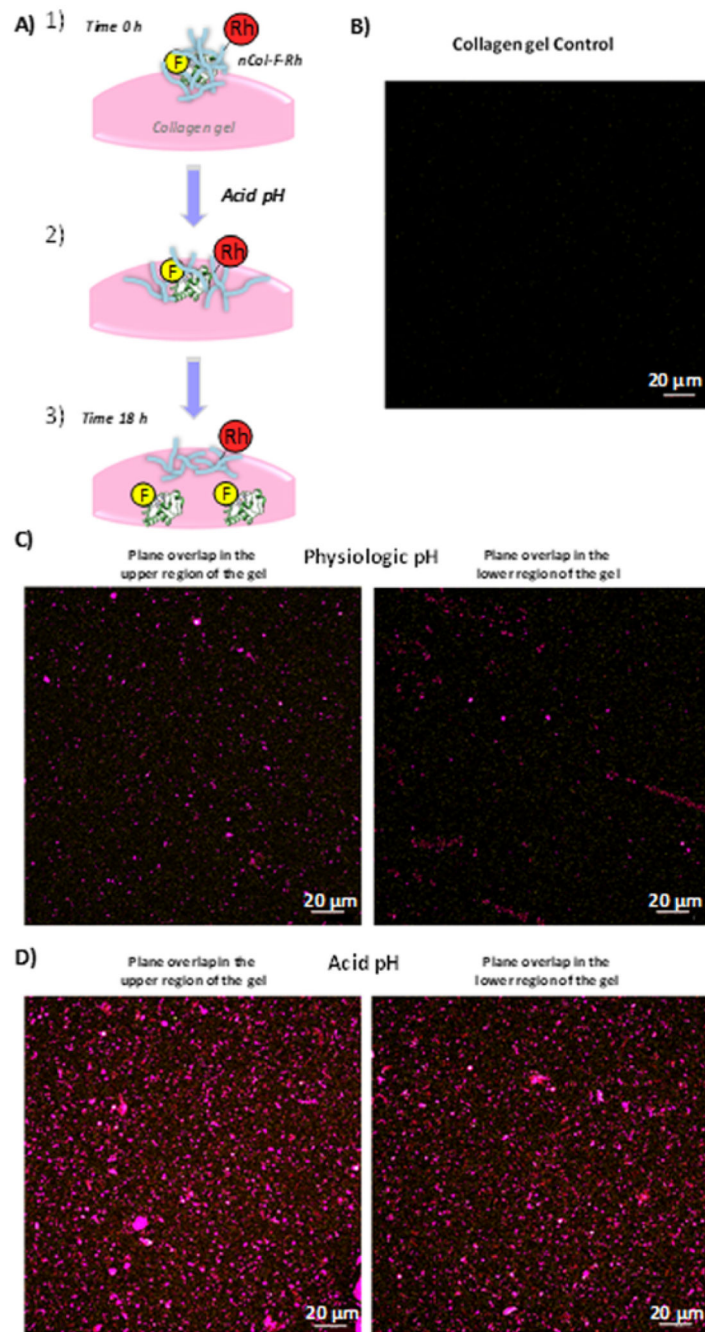 A)
1)
Time 0 h
Rh
F
nCol-F-Rh
Collagen gel
Acid pH
2)
F
Rh
3)
Time 18 h
Rh
F
F
B)
Collagen gel Control
20 µm
C)
Physiologic pH
Plane overlap in the
upper region of the gel
Plane overlap in the
lower region of the gel
20 µm
20 µm
D)
Acid pH
Plane overlap in the
upper region of the gel
Plane overlap in the
lower region of the gel
20 µm
20 µm